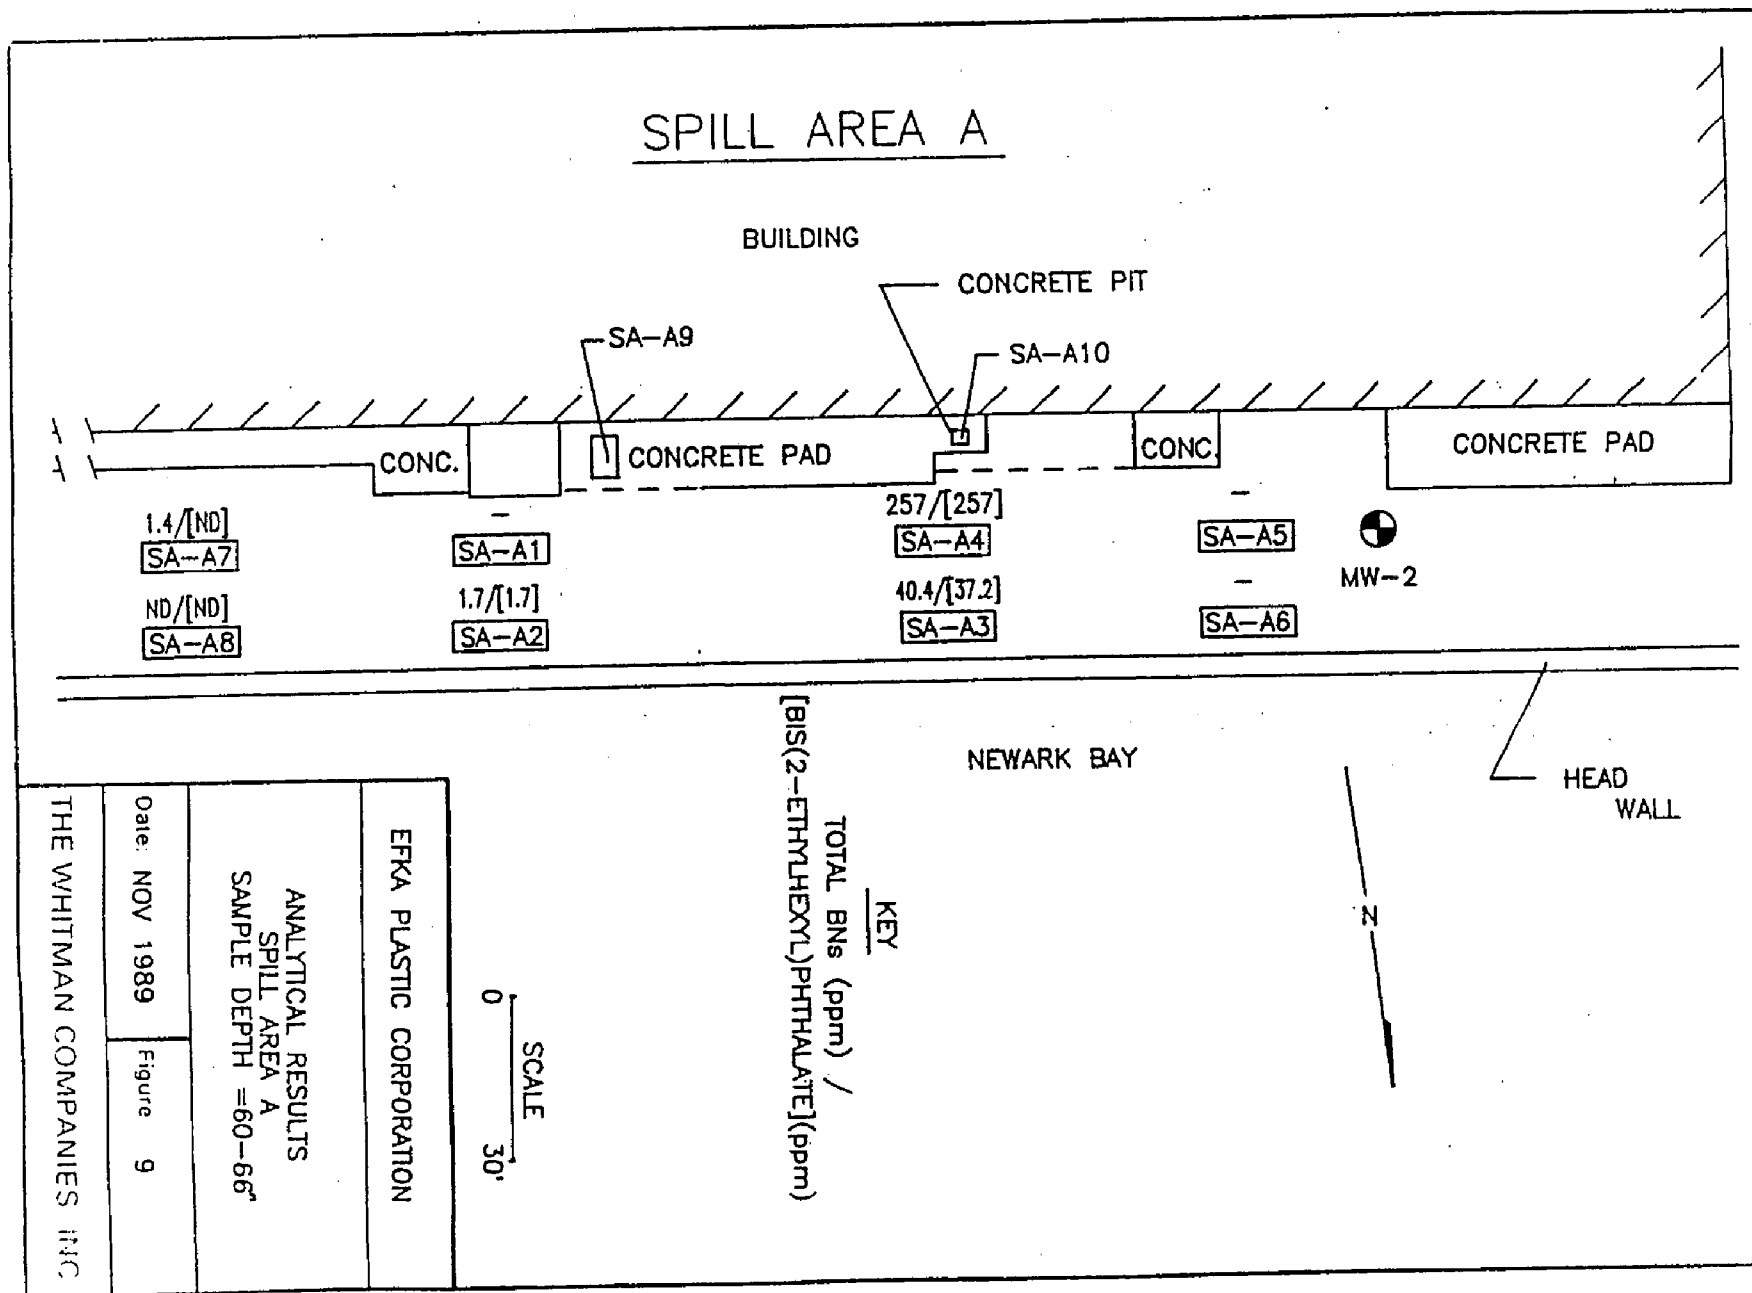 SPILL AREA A
BUILDING
CONCRETE PIT
SA-A9
SA-A10
CONC.
CONCRETE PAD
CONC.
CONCRETE PAD
1.4/[ND]
SA-A7
-
SA-A1
257/[257]
SA-A4
-
SA-A5
MW-2
ND/[ND]
SA-A8
1.7/[1.7]
SA-A2
40.4/[37.2]
SA-A3
-
SA-A6
NEWARK BAY
HEAD
WALL
N
KEY
TOTAL BNs (ppm) /
[BIS(2-ETHYLHEXYL)PHTHALATE](ppm)
SCALE
0 30'
EFKA PLASTIC CORPORATION
ANALYTICAL RESULTS
SPILL AREA A
SAMPLE DEPTH =60-66"
Date: NOV 1989
Figure 9
THE WHITMAN COMPANIES INC